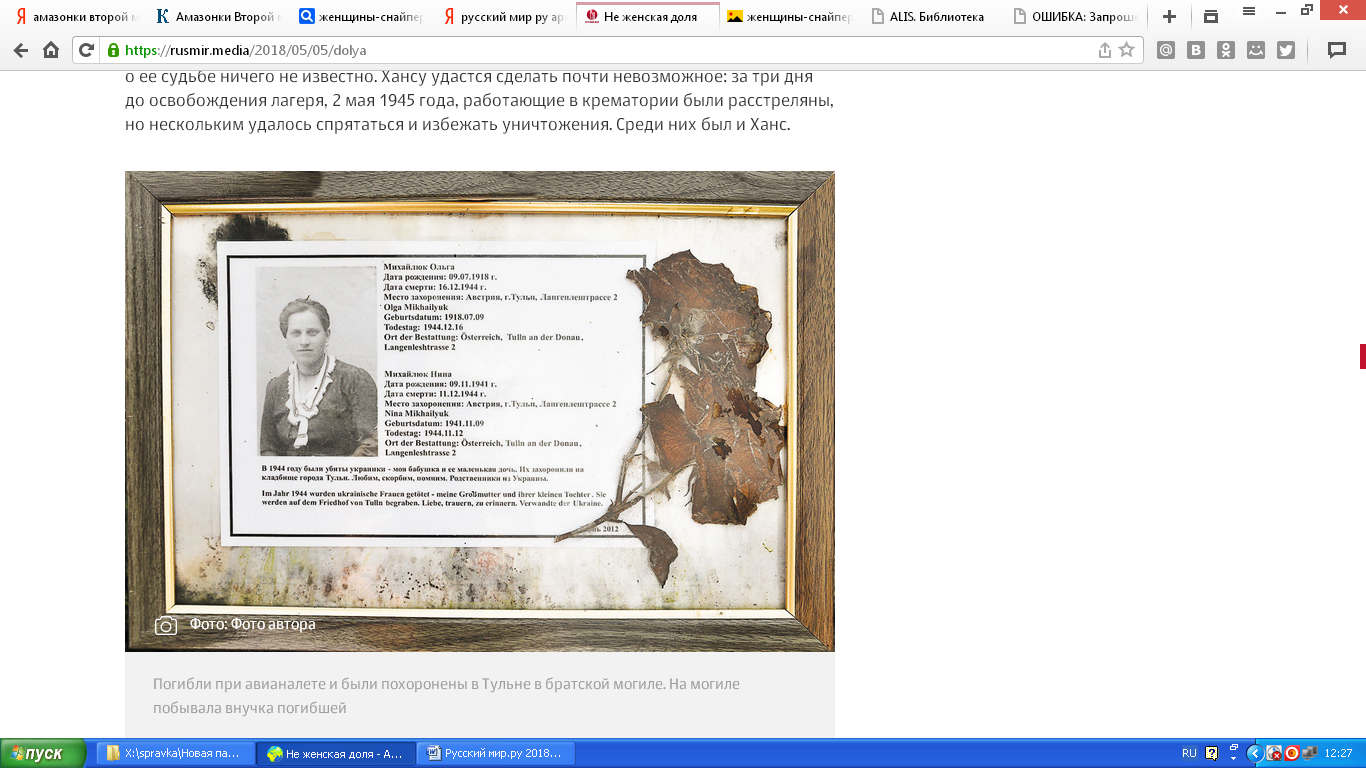 амазонки второй м
Амазонки Второй м
женщины-снайпер
русский мир ру ар
Не женская доля
женщины-снайпер
ALIS. Библиотека
ОШИБКА: Запроше
https://rusmir.media/2018/05/05/dolya
о ее судьбе ничего не известно. Хансу удастся сделать почти невозможное: за три дня
до освобождения лагеря, 2 мая 1945 года, работающие в крематории были расстреляны,
но нескольким удалось спрятаться и избежать уничтожения. Среди них был и Ханс.
Михайлюк Ольга
Дата рождения: 09.07.1918 г.
Дата смерти: 16.12.1944 г.
Место захоронения: Австрия, г.Тульн, Лангенлештрассе 2
Olga Mikhailyuk
Geburtsdatum: 1918.07.09
Todestag: 1944.12.16
Ort der Bestattung: Österreich, Tulln an der Donau,
Langenleshtrasse 2
Михайлюк Нина
Дата рождения: 09.11.1941 г.
Дата смерти: 11.12.1944 г.
Место захоронения: Австрия, г.Тульн, Лангенлештрассе 2
Nina Mikhailyuk
Geburtsdatum: 1941.11.09
Todestag: 1944.11.12
Ort der Bestattung: Österreich, Tulln an der Donau,
Langenleshtrasse 2
В 1944 году были убиты украинки - моя бабушка и ее маленькая дочь. Их захоронили на
кладбище города Тульн. Любим, скорбим, помним. Родственники из Украины.
Im Jahr 1944 wurden ukrainische Frauen getötet - meine Großmutter und ihrer kleinen Tochter. Sie
werden auf dem Friedhof von Tulln begraben. Liebe, trauern, zu erinnern. Verwandte der Ukraine.
2012
Фото: Фото автора
Погибли при авианалете и были похоронены в Тульне в братской могиле. На могиле
побывала внучка погибшей
пуск
X:\spravka\Новая па...
Не женская доля - А...
Русский мир.ру 2018...
RU
12:27